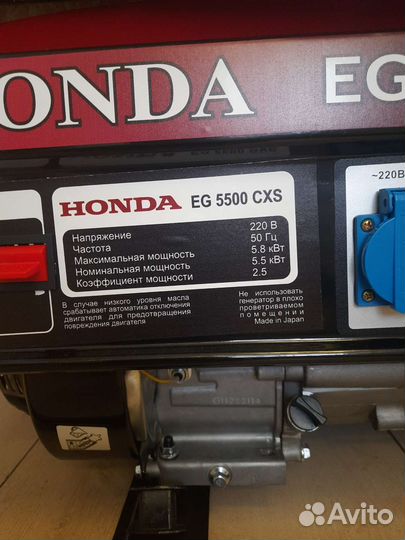 HONDA EG
HONDA EG 5500 CXS
Напряжение 220 В
Частота 50 Гц
Максимальная мощность 5.8 кВт
Номинальная мощность 5.5 кВт
Коэффициент мощности 2.5
В случае низкого уровня масла
срабатывает автоматика отключения
двигателя для предотвращения
повреждения двигателя
Не использовать
генератор в плохо
проветриваемом
помещении
Made in Japan
~220В
Avito